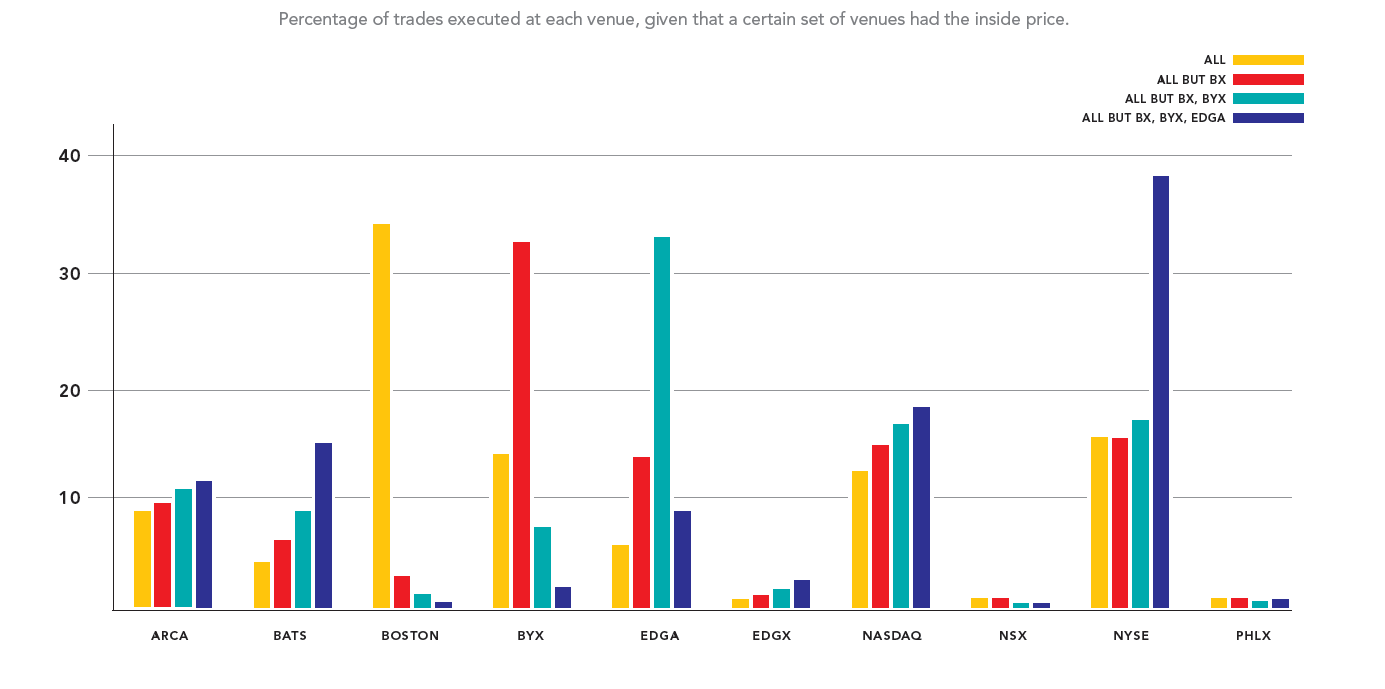 Percentage of trades executed at each venue, given that a certain set of venues had the inside price.
ALL
ALL BUT BX
ALL BUT BX, BYX
ALL BUT BX, BYX, EDGA
40
30
20
10
ARCA BATS BOSTON BYX EDGA EDGX NASDAQ NSX NYSE PHLX